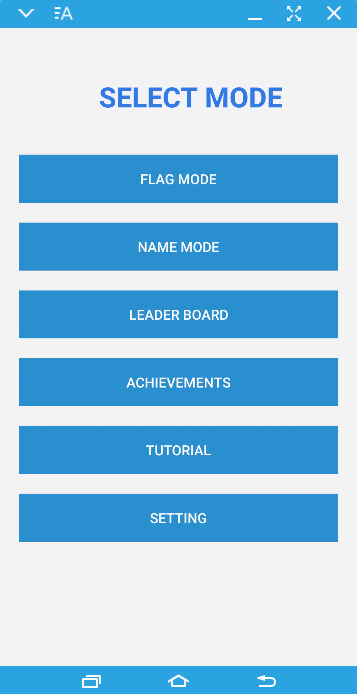 A
SELECT MODE
FLAG MODE
NAME MODE
LEADER BOARD
ACHIEVEMENTS
TUTORIAL
SETTING